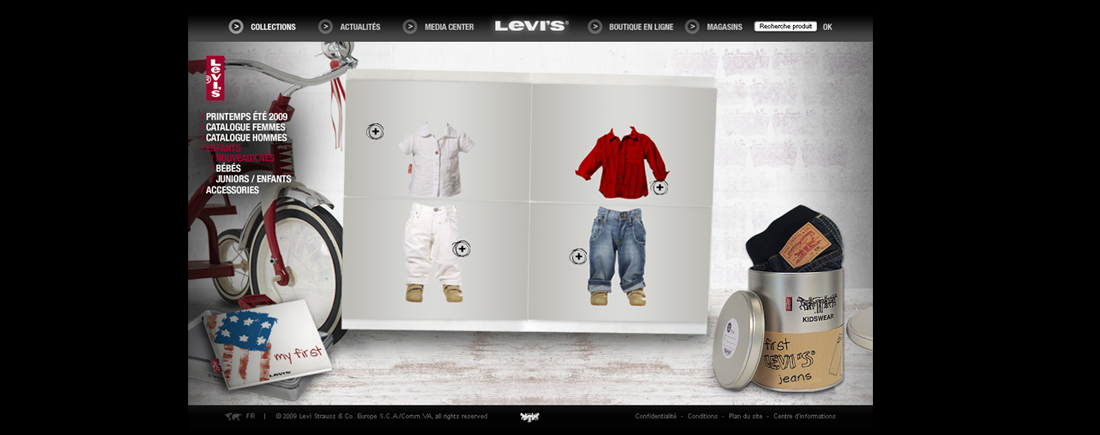 COLLECTIONS
ACTUALITÉS
MEDIA CENTER
LEVI'S®
BOUTIQUE EN LIGNE
MAGASINS
Recherche produit
OK
Levi's
®
PRINTEMPS ÉTÉ 2009
CATALOGUE FEMMES
CATALOGUE HOMMES
ENFANTS
/ NOUVEAUX NÉS
BÉBÉS
JUNIORS / ENFANTS
ACCESSORIES
my first
LEVI'S
KIDSWEAR
first
LEVI'S
jeans
FR | © 2009 Levi Strauss & Co. Europe S.C.A/Comm.VA, all rights reserved
Confidentialité - Conditions - Plan du site - Centre d'informations